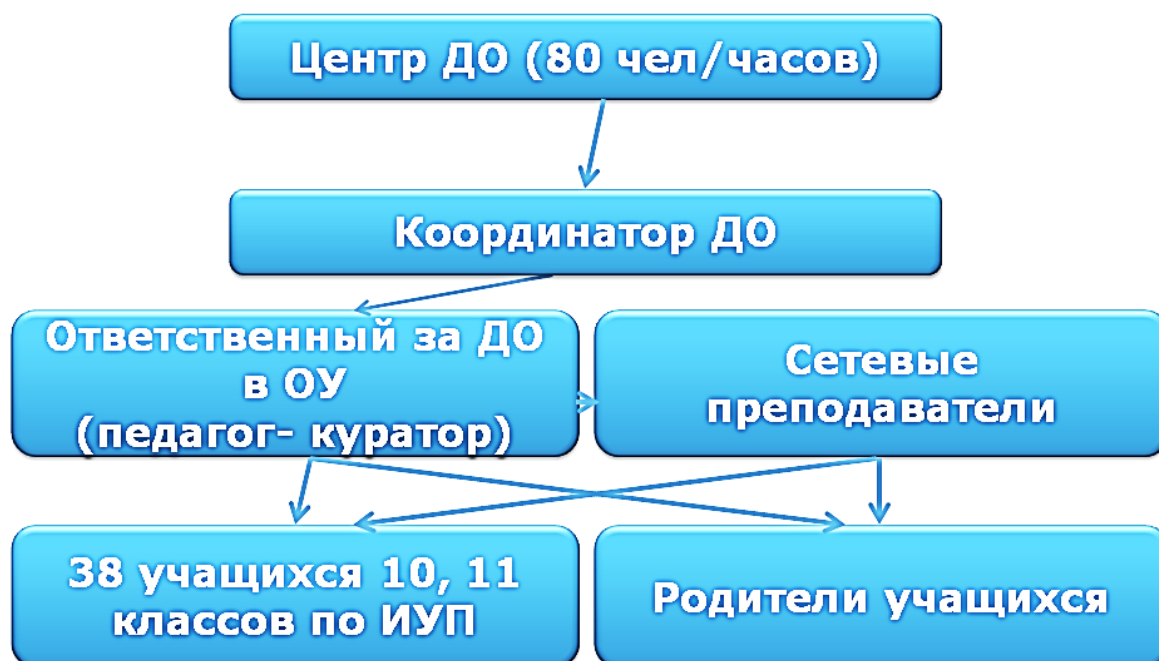 Центр ДО (80 чел/часов)
Координатор ДО
Ответственный за ДО
в ОУ
(педагог- куратор)
Сетевые
преподаватели
38 учащихся 10, 11
классов по ИУП
Родители учащихся